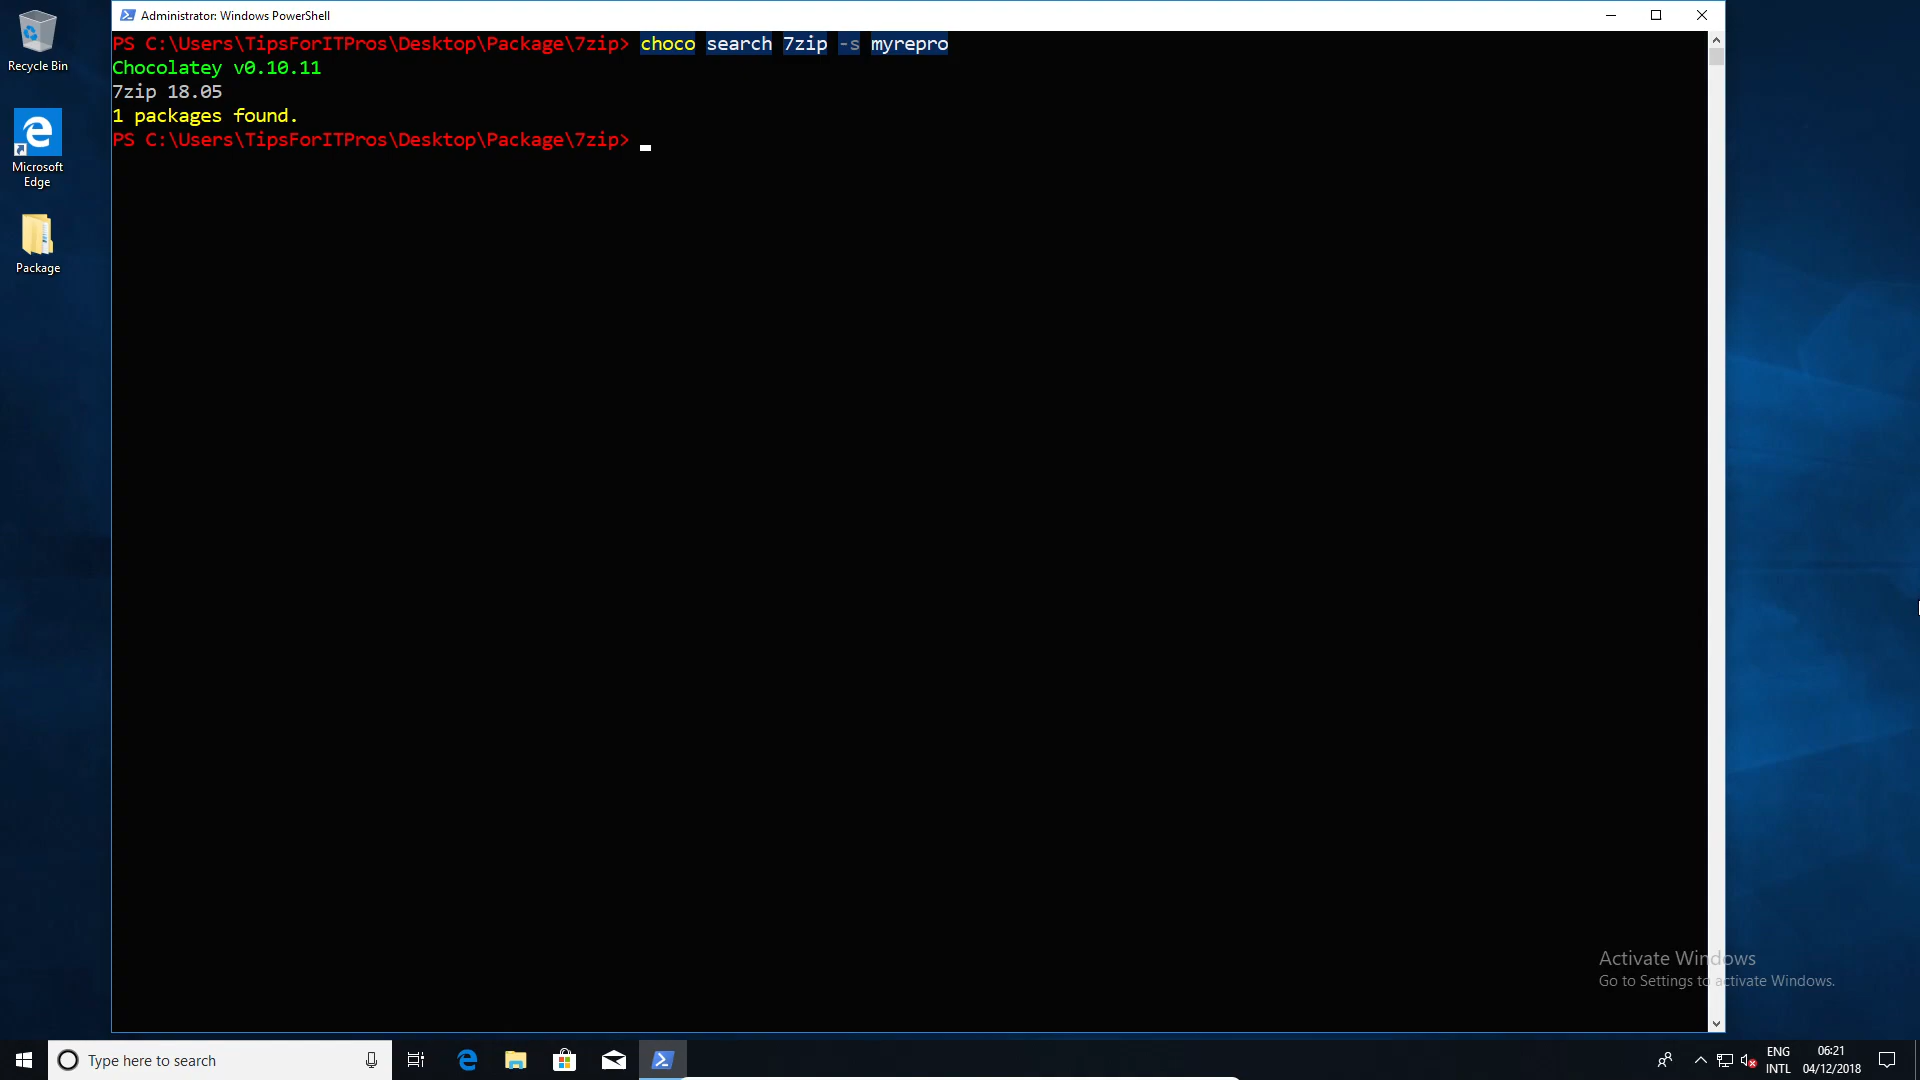 Administrator: Windows PowerShell
PS C:\Users\TipsForITPros\Desktop\Package\7zip> choco search 7zip -s myrepro
Chocolatey v0.10.11
7zip 18.05
1 packages found.
PS C:\Users\TipsForITPros\Desktop\Package\7zip>
Recycle Bin
Microsoft
Edge
Package
Activate Windows
Go to Settings to activate Windows.
Type here to search
ENG
INTL
06:21
04/12/2018